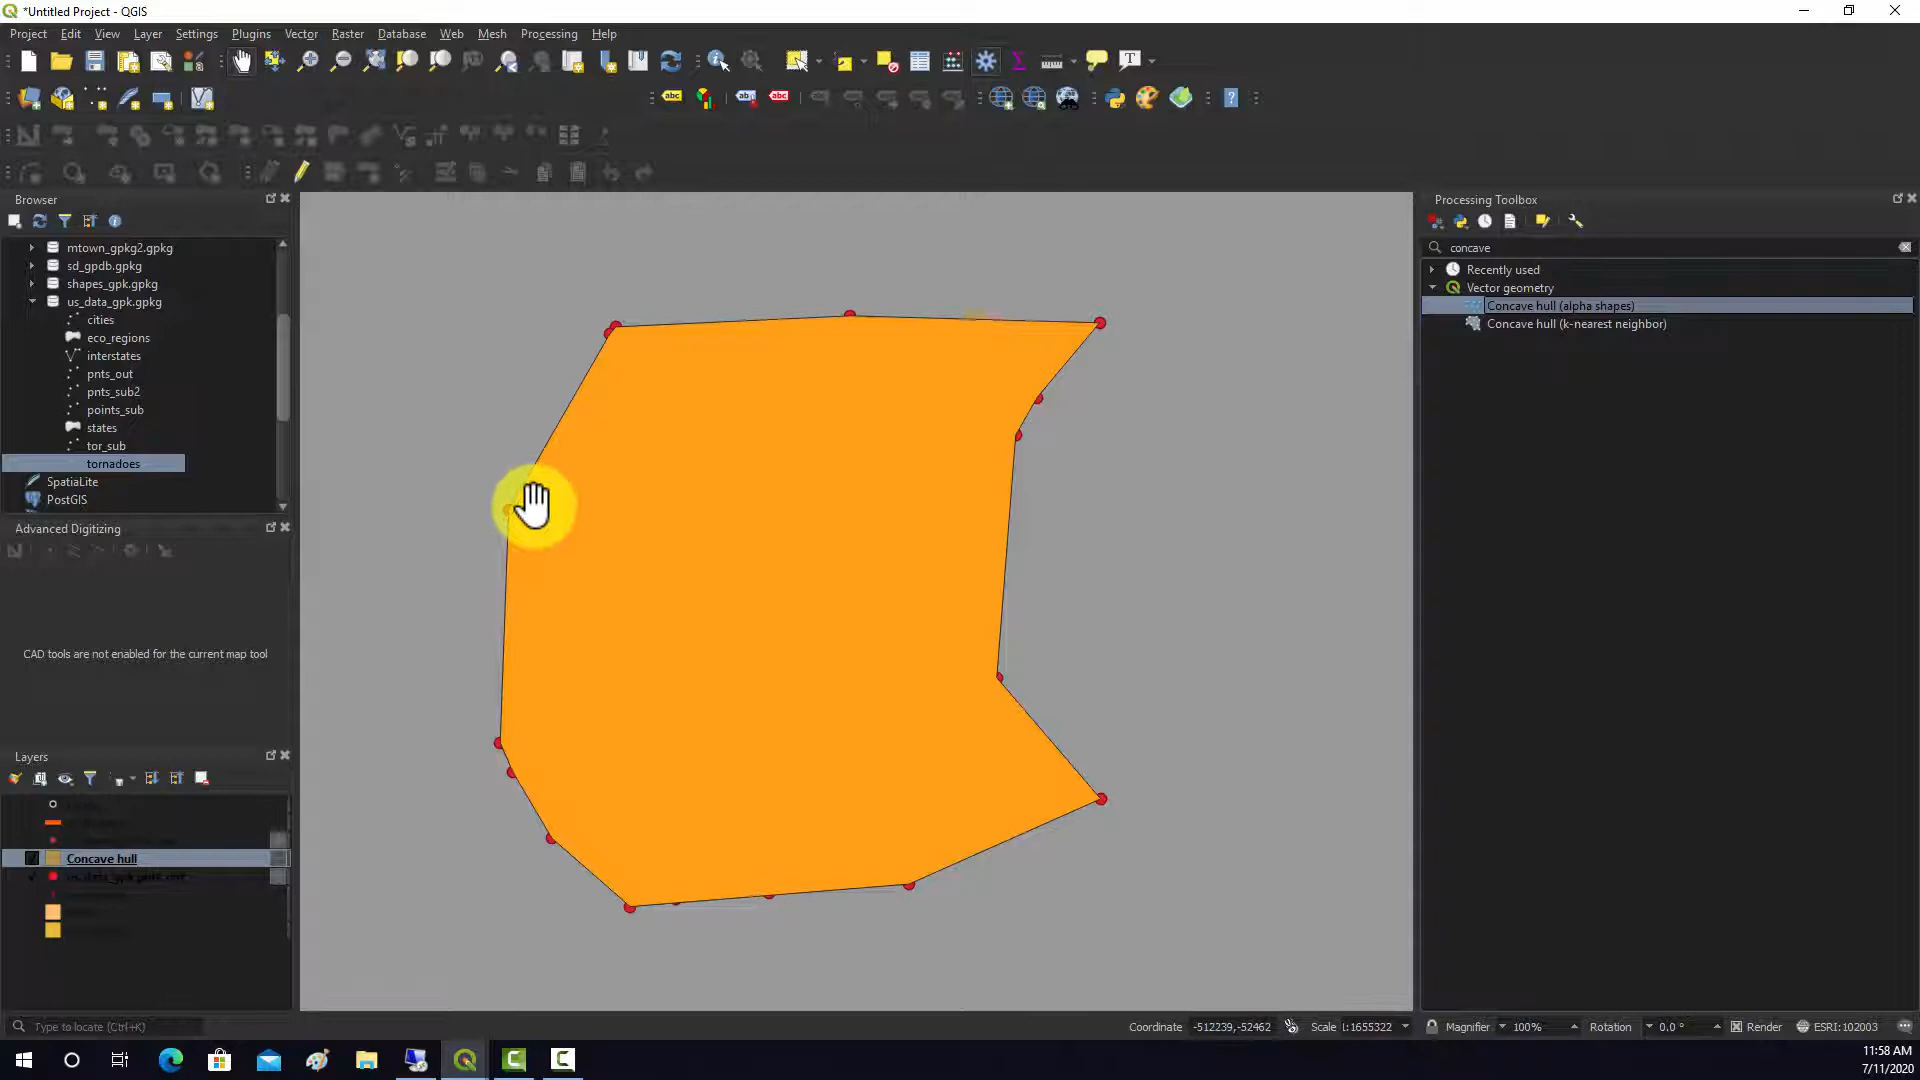 *Untitled Project - QGIS
Project Edit View Layer Settings Plugins Vector Raster Database Web Mesh Processing Help
abc abc abc
Browser
mtown_gpkg2.gpkg
sd_gpdb.gpkg
shapes_gpk.gpkg
us_data_gpk.gpkg
cities
eco_regions
interstates
pnts_out
pnts_sub2
points_sub
states
tor_sub
tornadoes
SpatiaLite
PostGIS
Advanced Digitizing
CAD tools are not enabled for the current map tool
Layers
Concave hull
Processing Toolbox
concave
Recently used
Vector geometry
Concave hull (alpha shapes)
Concave hull (k-nearest neighbor)
Type to locate (Ctrl+K)
Coordinate -512239,-52462 Scale 1:1655322 Magnifier 100% Rotation 0.0 ° Render ESRI:102003
11:58 AM
7/11/2020